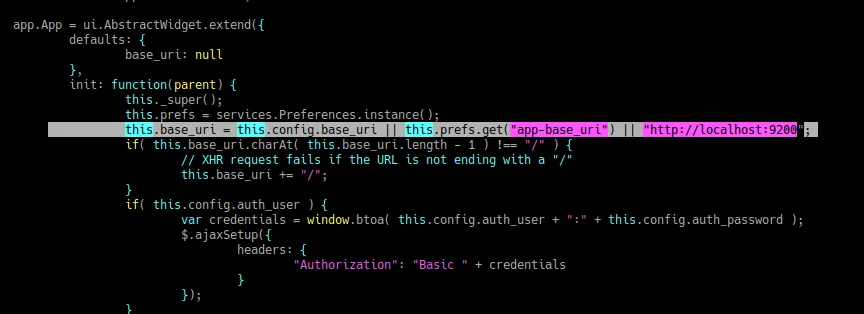 app.App = ui.AbstractWidget.extend({
defaults: {
base_uri: null
},
init: function(parent) {
this._super();
this.prefs = services.Preferences.instance();
this.base_uri = this.config.base_uri || this.prefs.get("app-base_uri") || "http://localhost:9200";
if( this.base_uri.charAt( this.base_uri.length - 1 ) !== "/" ) {
// XHR request fails if the URL is not ending with a "/"
this.base_uri += "/";
}
if( this.config.auth_user ) {
var credentials = window.btoa( this.config.auth_user + ":" + this.config.auth_password );
$.ajaxSetup({
headers: {
"Authorization": "Basic " + credentials
}
});
}